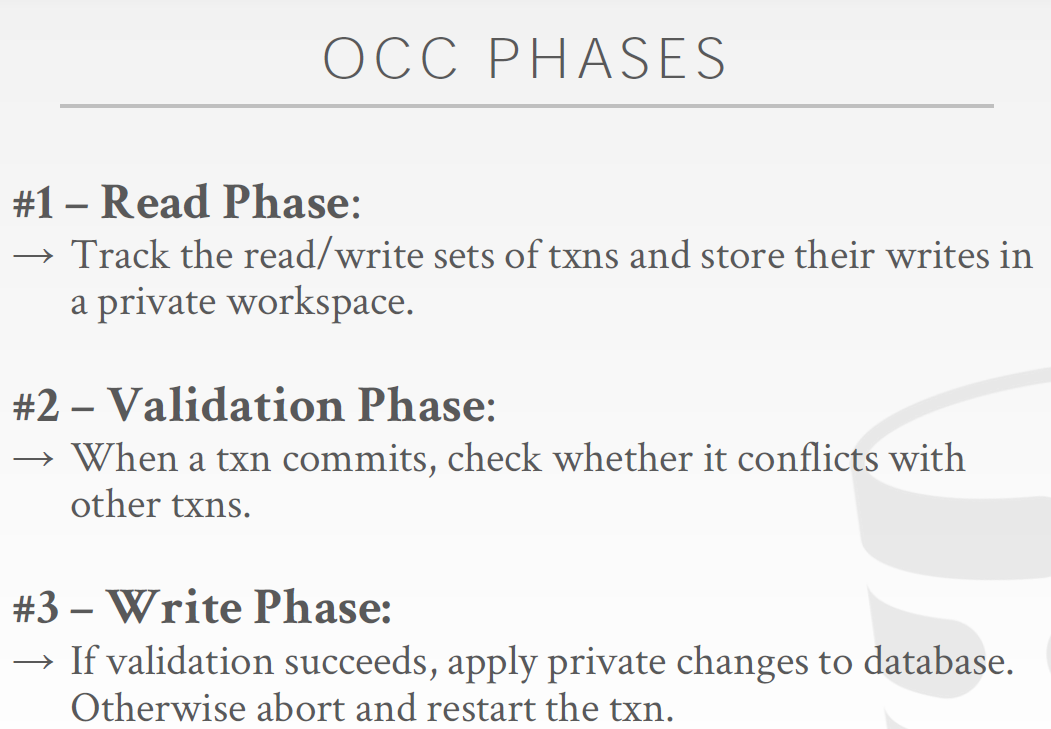 OCC PHASES
#1 – Read Phase:
→ Track the read/write sets of txns and store their writes in
a private workspace.
#2 – Validation Phase:
→ When a txn commits, check whether it conflicts with
other txns.
#3 – Write Phase:
→ If validation succeeds, apply private changes to database.
Otherwise abort and restart the txn.